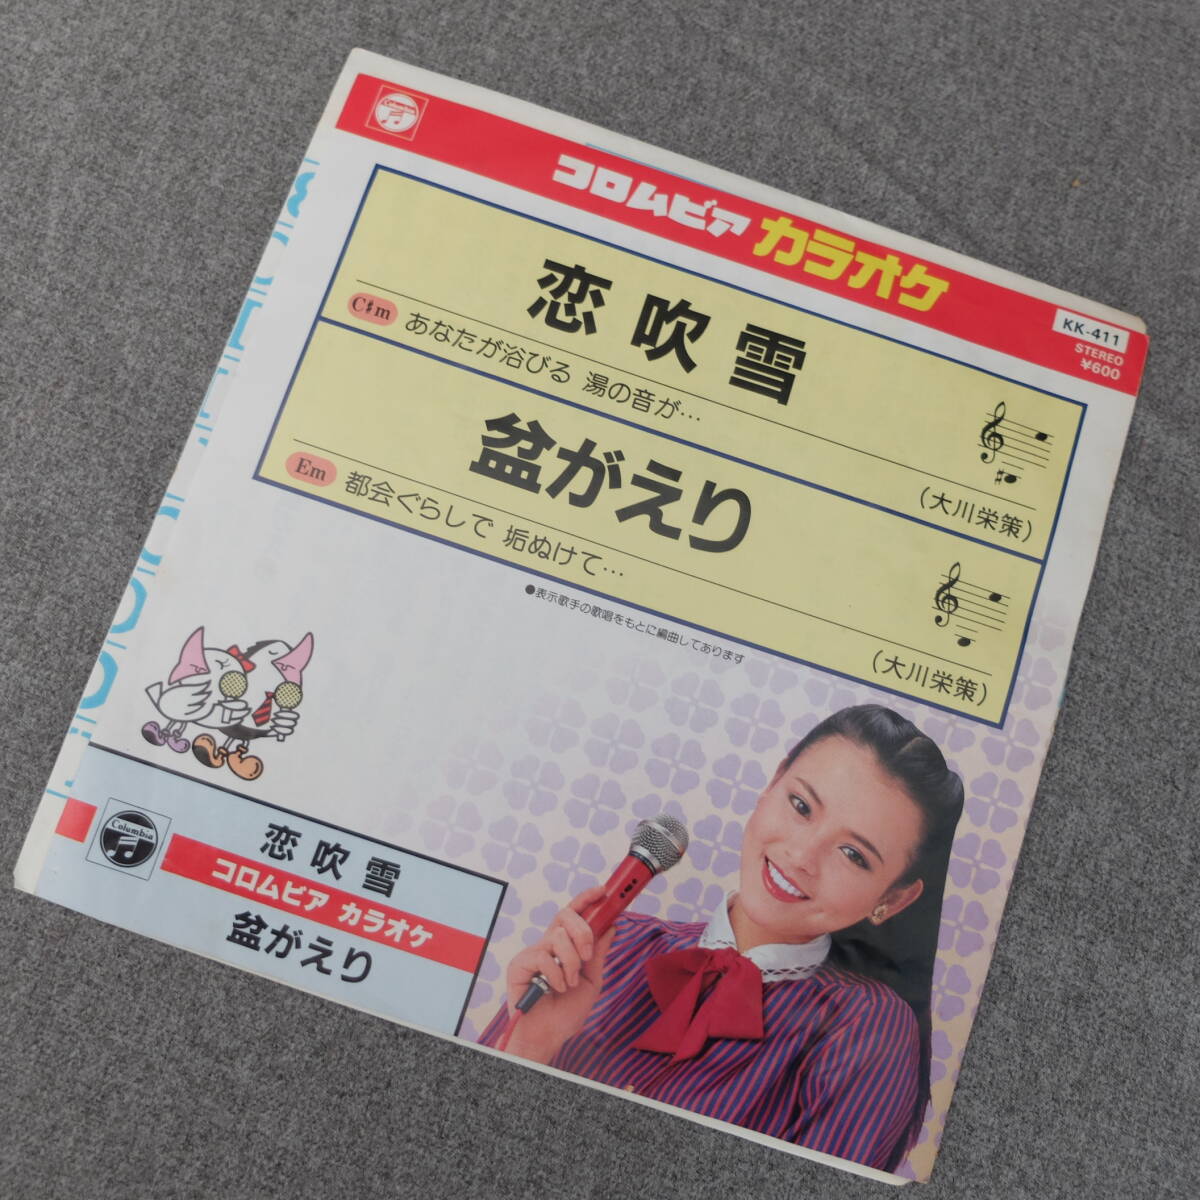 Columbia
コロムビア カラオケ
KK-411
STEREO
¥600
恋吹雪
C♯m あなたが浴びる 湯の音が…
(大川栄策)
盆がえり
Em 都会ぐらしで 垢ぬけて…
(大川栄策)
●表示歌手の歌唱をもとに編曲してあります
Columbia
恋吹雪
コロムビア カラオケ
盆がえり